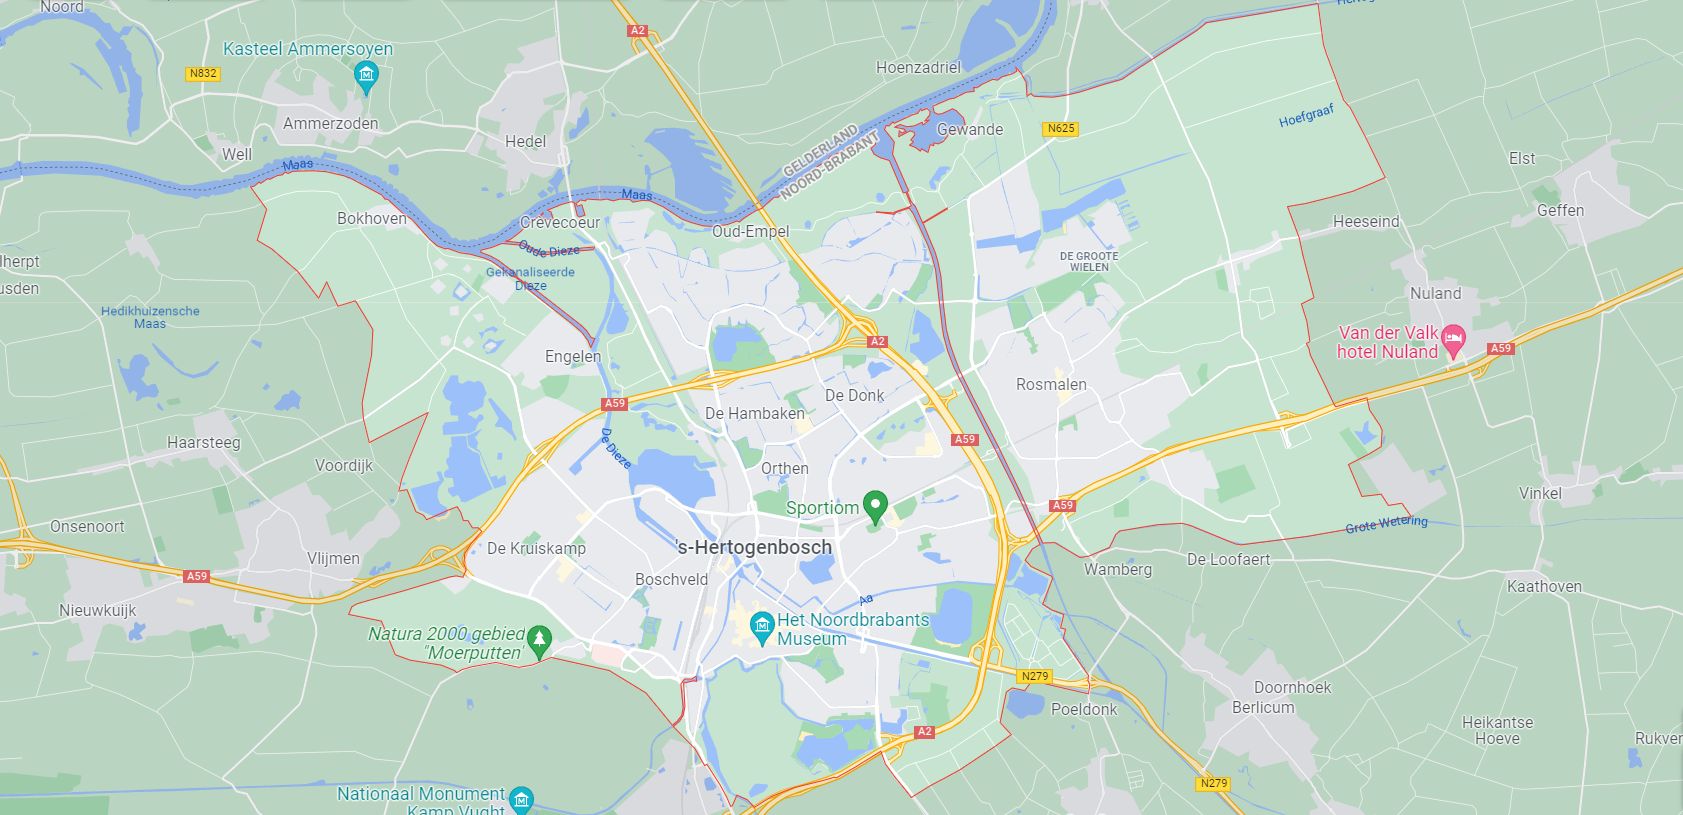 Noord
A2
Hertog
Kasteel Ammersoyen
N832
Hoenzadriel
Ammerzoden
Hedel
GELDERLAND
NOORD-BRABANT
Gewande
N625
Hoefgraaf
Well
Maas
Maas
Elst
Bokhoven
Crèvecoeur
Oud-Empel
Heeseind
Geffen
Oude Dieze
Gekanaliseerde
Dieze
DE GROOTE
WIELEN
lherpt
usden
Hedikhuizensche
Maas
Nuland
Van der Valk
hotel Nuland
A59
A2
Engelen
De Donk
Rosmalen
A59
De Hambaken
De Dieze
A59
Haarsteeg
Voordijk
Orthen
Sportiom
A59
Vinkel
Onsenoort
Grote Wetering
De Kruiskamp
's-Hertogenbosch
Vlijmen
De Loofaert
Wamberg
A59
Boschveld
Kaathoven
Nieuwkuijk
Aa
Het Noordbrabants
Museum
Natura 2000 gebied
"Moerputten"
N279
Doornhoek
Berlicum
Poeldonk
Heikantse
Hoeve
Rukven
A2
N279
Nationaal Monument
Kamp Vught